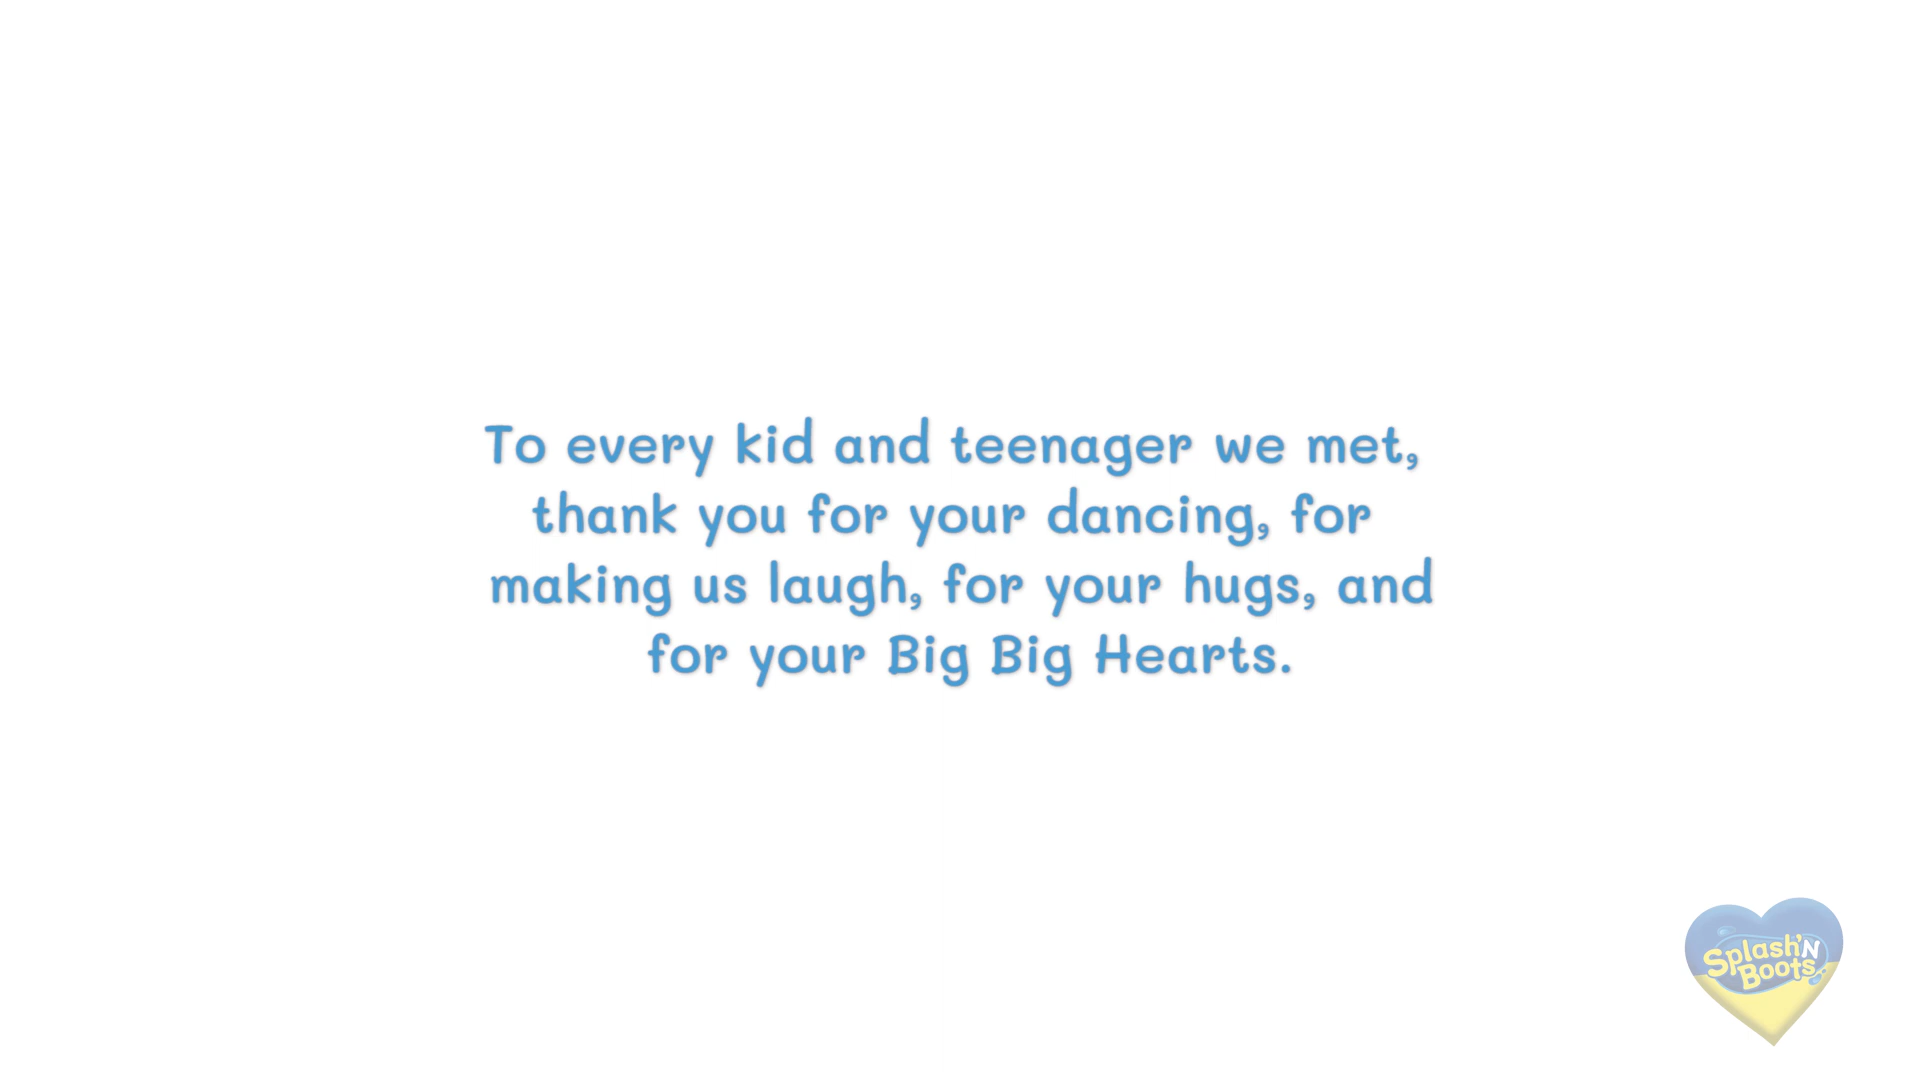 To every kid and teenager we met,
thank you for your dancing, for
making us laugh, for your hugs, and
for your Big Big Hearts.
Splash'N
Boots